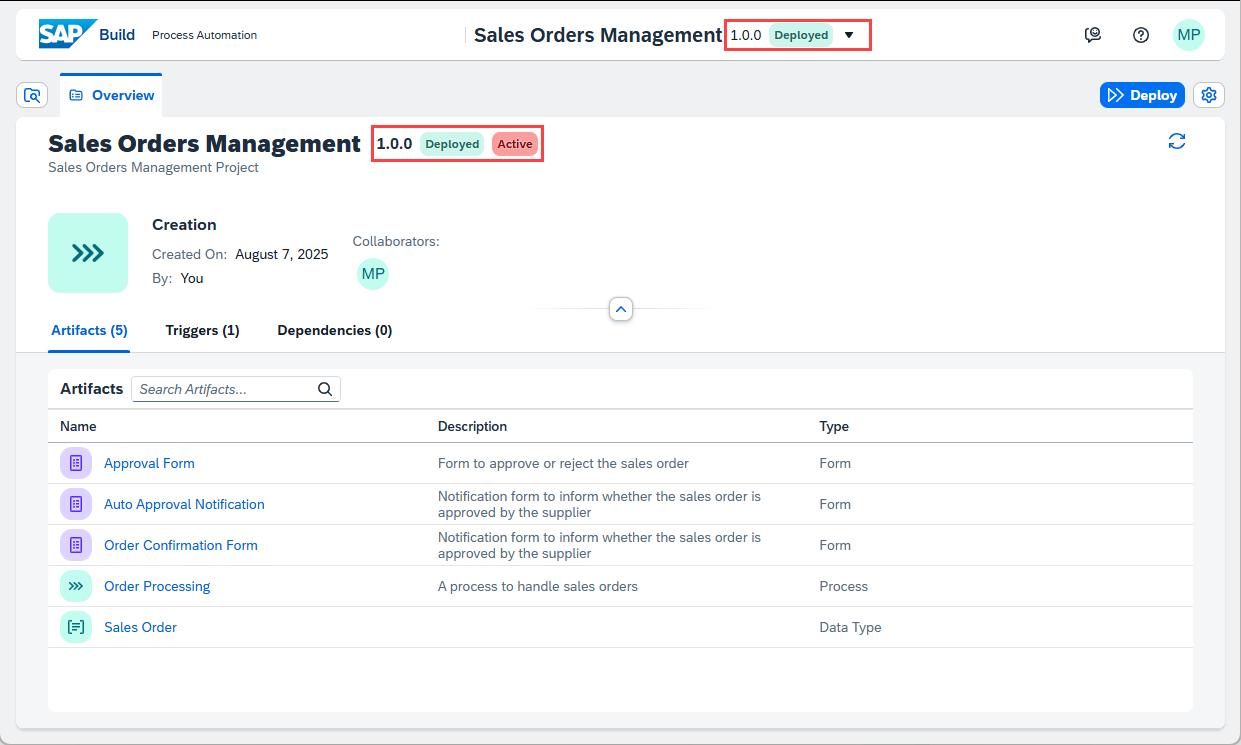 SAP Build Process Automation
Sales Orders Management 1.0.0 Deployed
MP
Overview
Deploy
Sales Orders Management 1.0.0 Deployed Active
Sales Orders Management Project
Creation
Created On: August 7, 2025
By: You
Collaborators:
MP
Artifacts (5) Triggers (1) Dependencies (0)
Artifacts Search Artifacts...
Name Description Type
Approval Form Form to approve or reject the sales order Form
Auto Approval Notification Notification form to inform whether the sales order is
approved by the supplier Form
Order Confirmation Form Notification form to inform whether the sales order is
approved by the supplier Form
Order Processing A process to handle sales orders Process
Sales Order Data Type